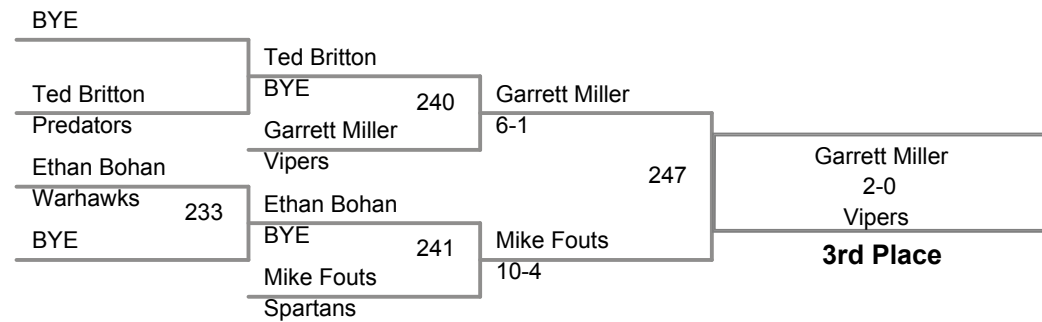 BYE
Ted Britton
Predators
Ethan Bohan
Warhawks
233
BYE
Ted Britton
BYE
240
Garrett Miller
Vipers
Ethan Bohan
BYE
241
Mike Fouts
Spartans
Garrett Miller
6-1
247
Mike Fouts
10-4
Garrett Miller
2-0
Vipers
3rd Place